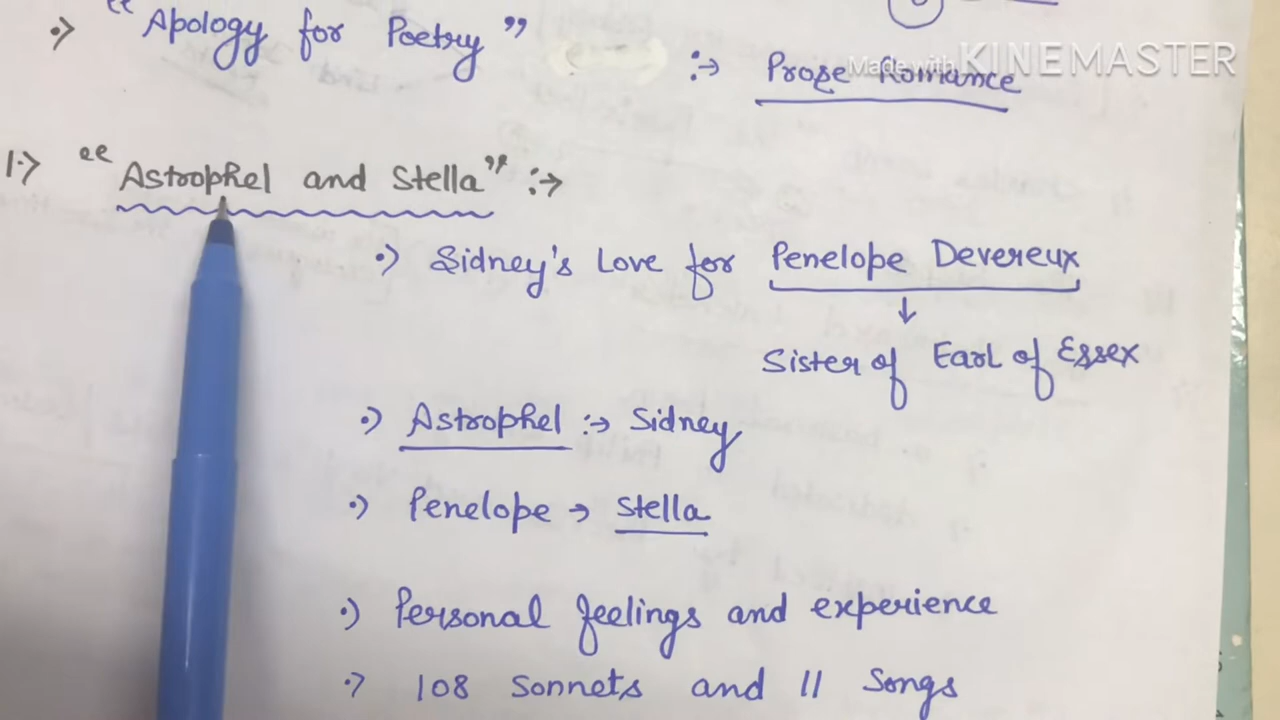 ·> "Apology for Poetry"
:-> Prose Romance
Made with KINEMASTER
1·> "Astrophel and Stella" :->
·) Sidney's Love for Penelope Devereux
↓
Sister of Earl of Essex
·) Astrophel :-> Sidney
·) Penelope → Stella
·) Personal feelings and experience
·> 108 Sonnets and 11 Songs